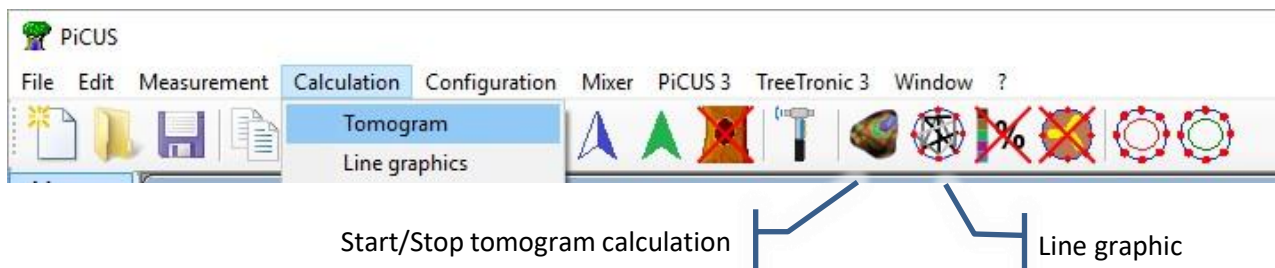 PiCUS
File Edit Measurement Calculation Configuration Mixer PiCUS 3 TreeTronic 3 Window ?
Tomogram
%
Line graphics
Start/Stop tomogram calculation
Line graphic